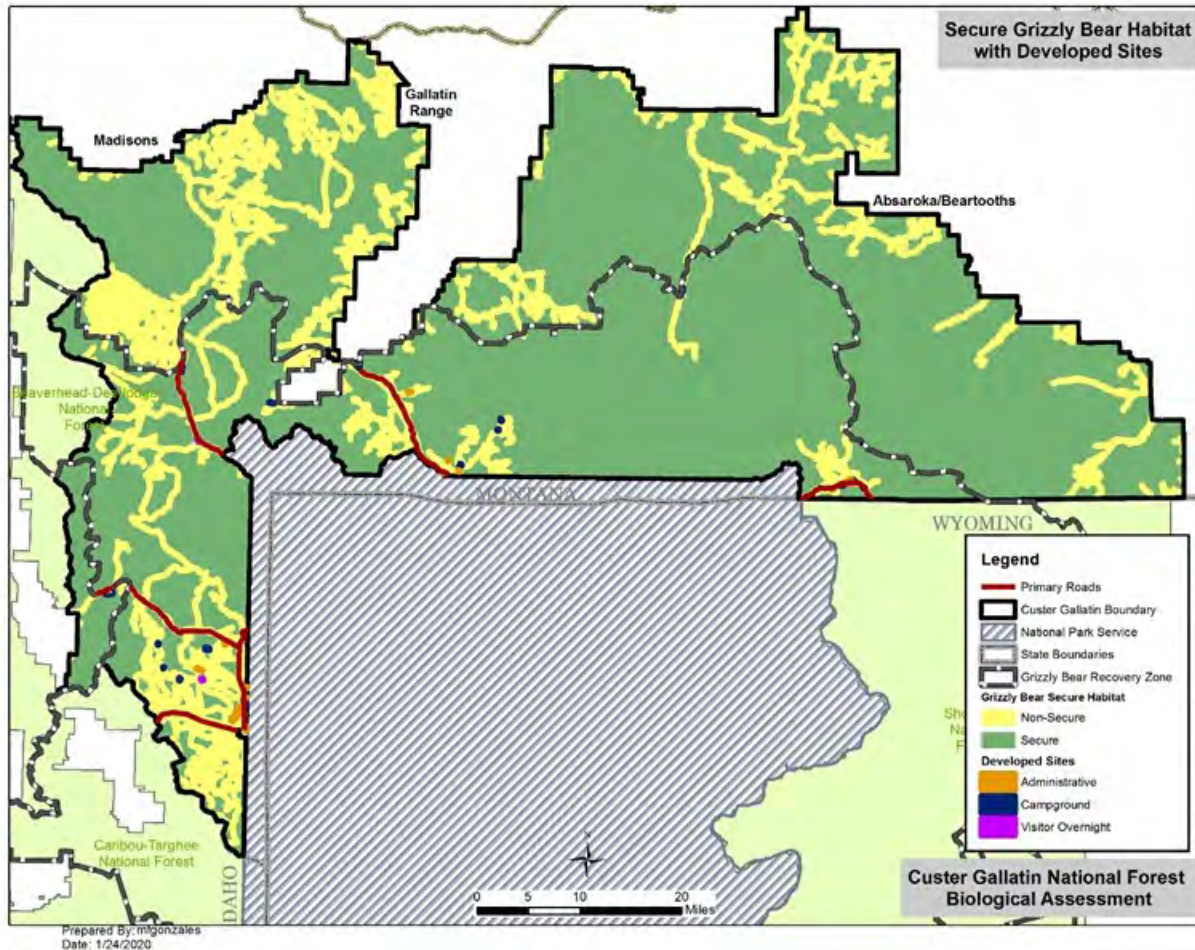 Secure Grizzly Bear Habitat
with Developed Sites
Gallatin
Range
Madisons
Absaroka/Beartooths
National
MONTANA
WYOMING
Legend
Primary Roads
Custer Gallatin Boundary
National Park Service
State Boundaries
Grizzly Bear Recovery Zone
Grizzly Bear Secure Habitat
Non-Secure
Secure
Developed Sites
Administrative
Campground
Visitor Overnight
Caribou-Targhee
National Forest
IDAHO
0 5 10 20
Miles
Custer Gallatin National Forest
Biological Assessment
Prepared By: mfgonzales
Date: 1/24/2020